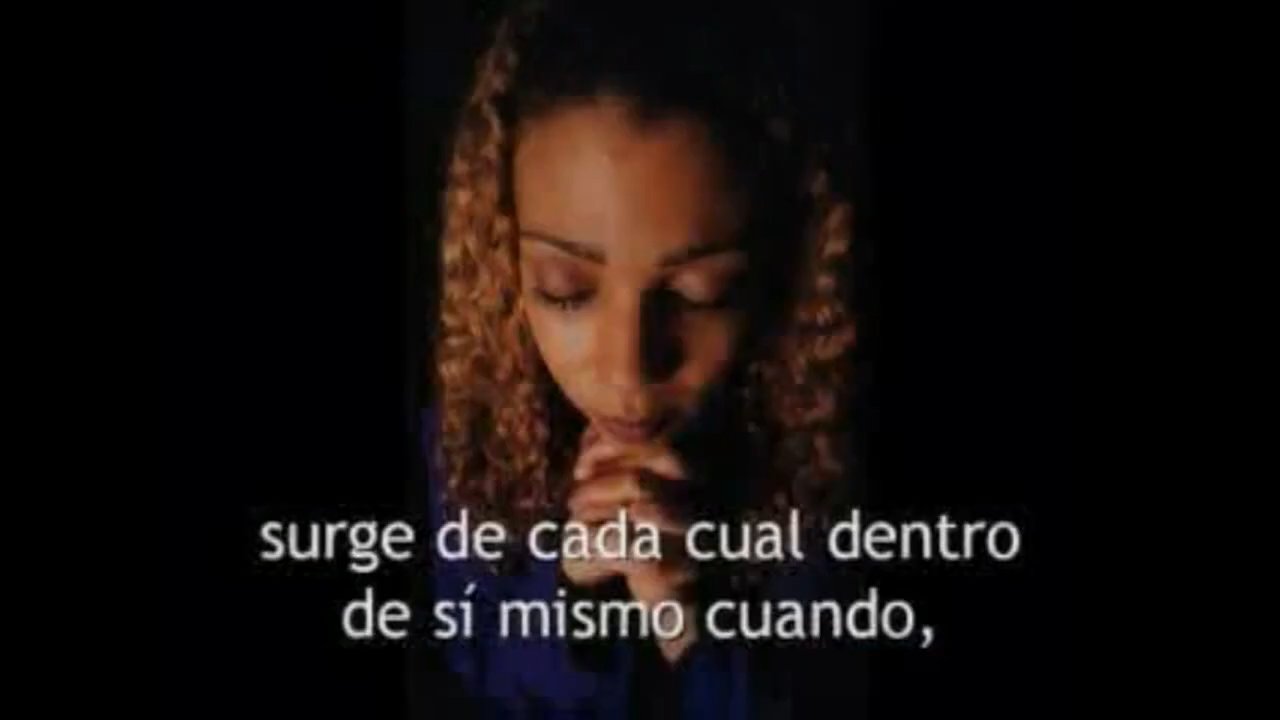 surge de cada cual dentro
de sí mismo cuando,